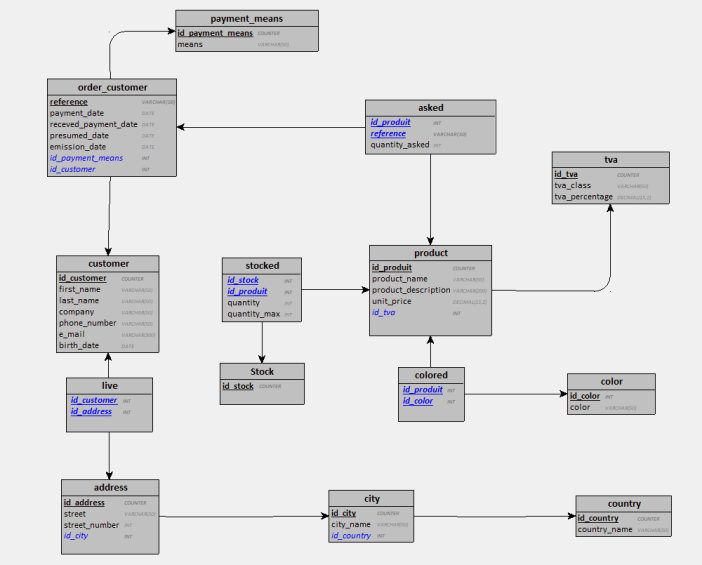 payment_means
id_payment_means COUNTER
means VARCHAR(50)
order_customer
reference VARCHAR(50)
payment_date DATE
receved_payment_date DATE
presumed_date DATE
emission_date DATE
id_payment_means INT
id_customer INT
asked
id_produit INT
reference VARCHAR(50)
quantity_asked INT
tva
id_tva COUNTER
tva_class VARCHAR(50)
tva_percentage DECIMAL(15,2)
customer
id_customer COUNTER
first_name VARCHAR(50)
last_name VARCHAR(50)
company VARCHAR(50)
phone_number VARCHAR(50)
e_mail
birth_date DATE
stocked
id_stock INT
id_produit INT
quantity INT
quantity_max INT
product
id_produit COUNTER
product_name VARCHAR(50)
product_description
unit_price DECIMAL(15,2)
id_tva INT
Stock
id_stock COUNTER
live
id_customer INT
id_address INT
colored
id_produit INT
id_color INT
color
id_color INT
color VARCHAR(50)
address
id_address COUNTER
street VARCHAR(50)
street_number INT
id_city INT
city
id_city COUNTER
city_name VARCHAR(50)
id_country INT
country
id_country COUNTER
country_name VARCHAR(50)